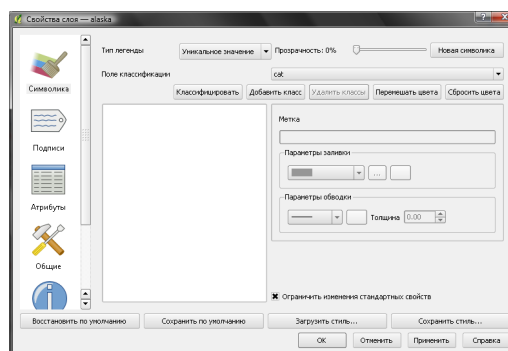 Свойства слоя — alaska
Тип легенды Уникальное значение Прозрачность: 0% Новая символика
Поле классификации cat
Классифицировать Добавить класс Удалить классы Перемешать цвета Сбросить цвета
Символика
Подписи
Атрибуты
Общие
Метка
Параметры заливки
...
Параметры обводки
Толщина 0.00
Ограничить изменения стандартных свойств
Восстановить по умолчанию Сохранить по умолчанию Загрузить стиль... Сохранить стиль...
OK Отменить Применить Справка